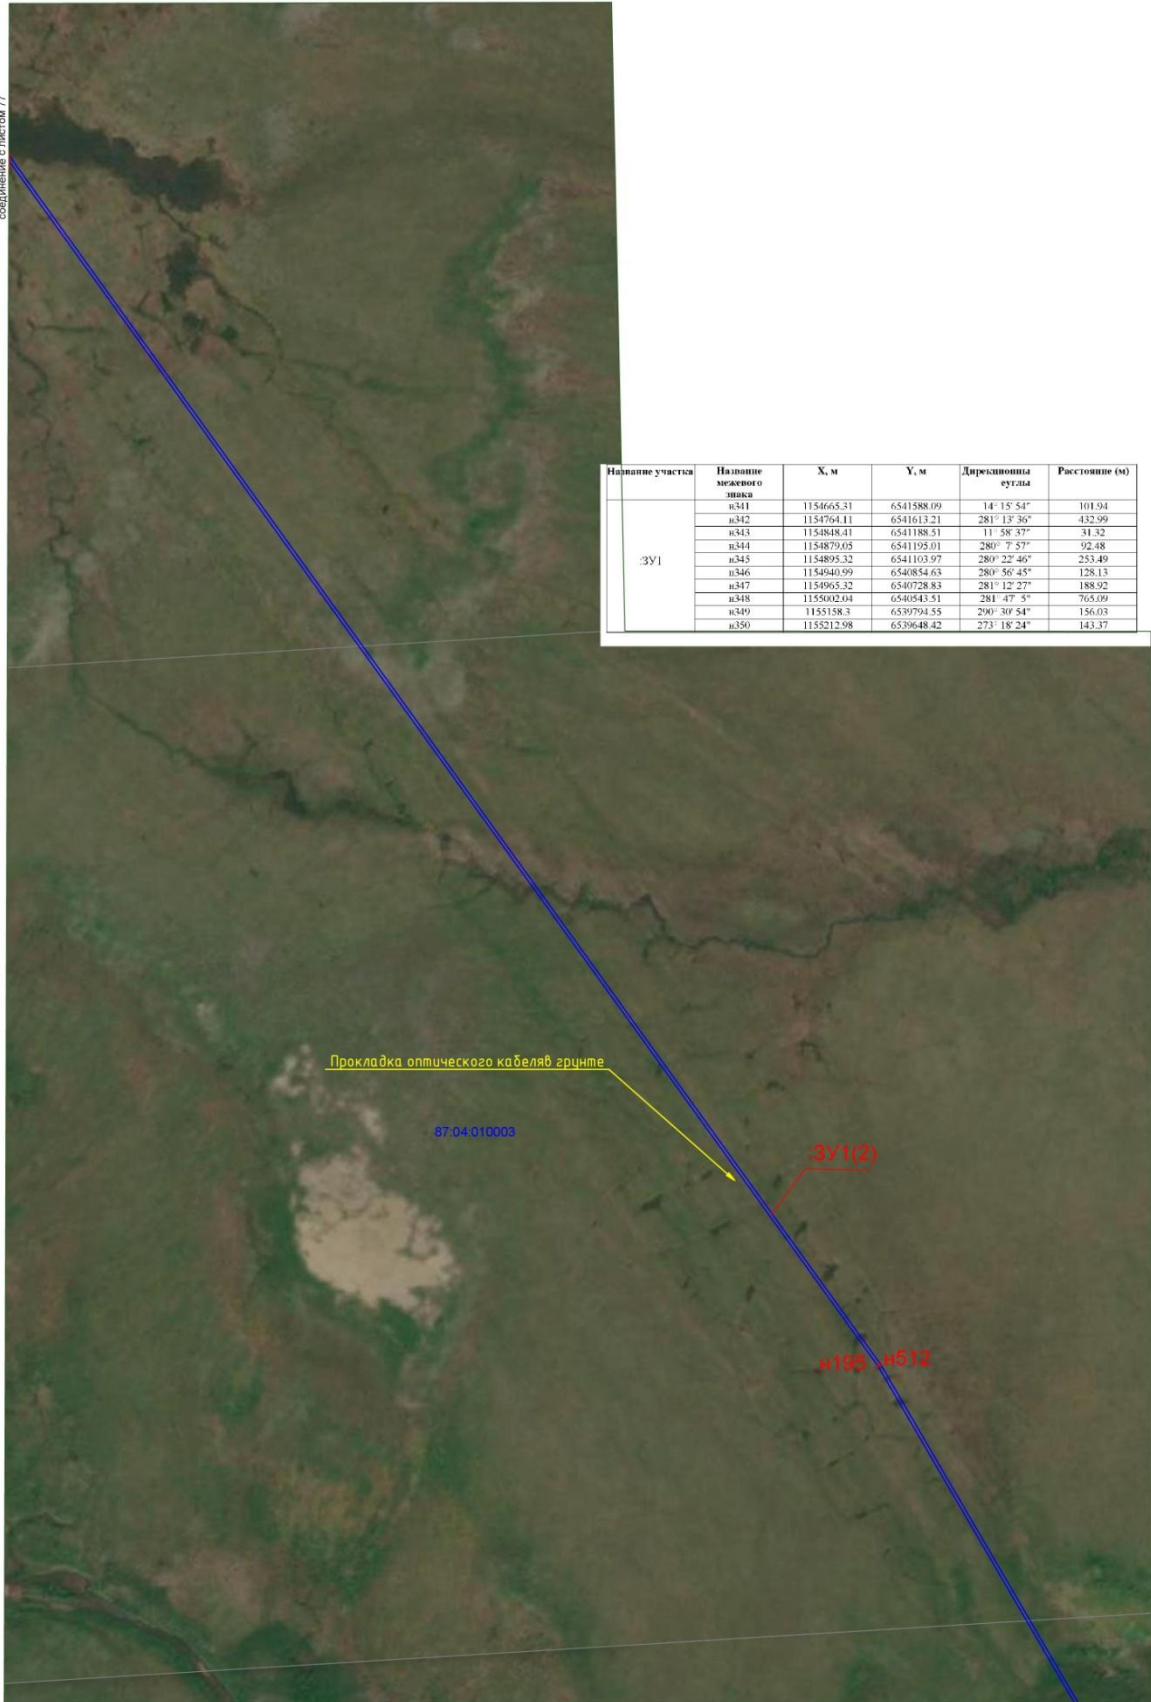 соединение с листом 77
Название участка Название межевого знака X, м Y, м Дирекционны еуглы Расстояние (м)
:ЗУ1
н341 1154665.31 6541588.09 14° 15' 54" 101.94
н342 1154764.11 6541613.21 281° 13' 36" 432.99
н343 1154848.41 6541188.51 11° 58' 37" 31.32
н344 1154879.05 6541195.01 280° 7' 57" 92.48
н345 1154895.32 6541103.97 280° 22' 46" 253.49
н346 1154940.99 6540854.63 280° 56' 45" 128.13
н347 1154965.32 6540728.83 281° 12' 27" 188.92
н348 1155002.04 6540543.51 281° 47' 5" 765.09
н349 1155158.3 6539794.55 290° 30' 54" 156.03
н350 1155212.98 6539648.42 273° 18' 24" 143.37
Прокладка оптического кабеляв грунте
87:04:010003
:ЗУ1(2)
н195 н512